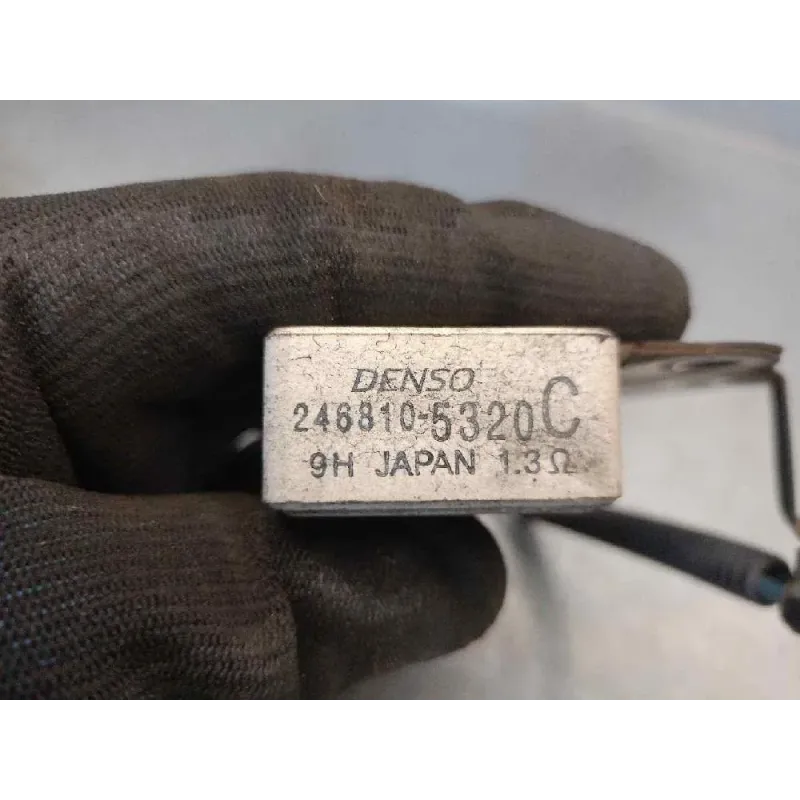 DENSO
246810-5320C
9H JAPAN 1.3Ω